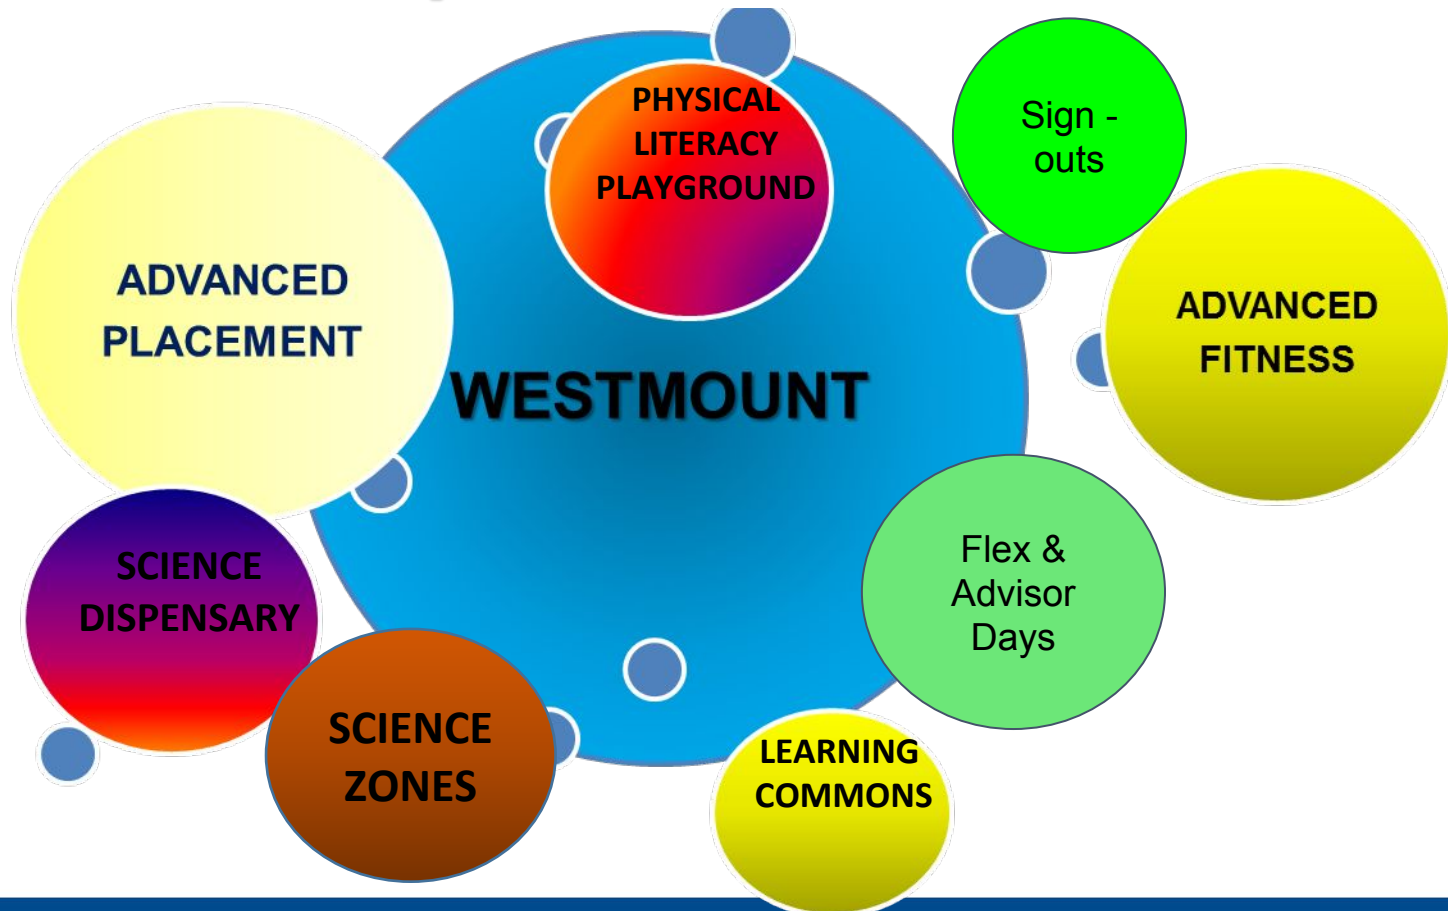 PHYSICAL
LITERACY
PLAYGROUND
Sign -
outs
ADVANCED
PLACEMENT
ADVANCED
FITNESS
WESTMOUNT
SCIENCE
DISPENSARY
Flex &
Advisor
Days
SCIENCE
ZONES
LEARNING
COMMONS